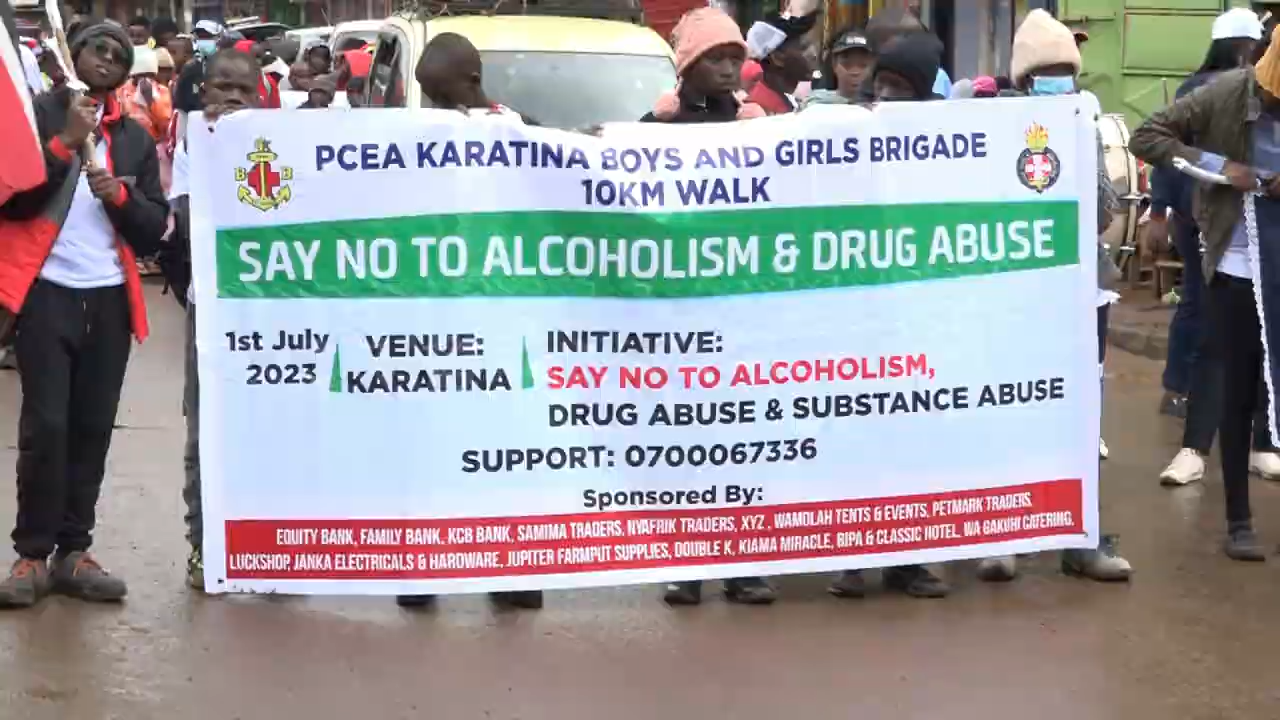 PCEA KARATINA BOYS AND GIRLS BRIGADE
10KM WALK
B B
SAY NO TO ALCOHOLISM & DRUG ABUSE
1st July
2023
VENUE:
KARATINA
INITIATIVE:
SAY NO TO ALCOHOLISM,
DRUG ABUSE & SUBSTANCE ABUSE
SUPPORT: 0700067336
Sponsored By:
EQUITY BANK, FAMILY BANK, KCB BANK, SAMIMA TRADERS, NYAFRIK TRADERS, XYZ , WAMOLAH TENTS & EVENTS, PETMARK TRADERS,
LUCKSHOP, JANKA ELECTRICALS & HARDWARE, JUPITER FARMPUT SUPPLIES, DOUBLE K, KIAMA MIRACLE, BIPA & CLASSIC HOTEL, WA GAKUHI CATERING.